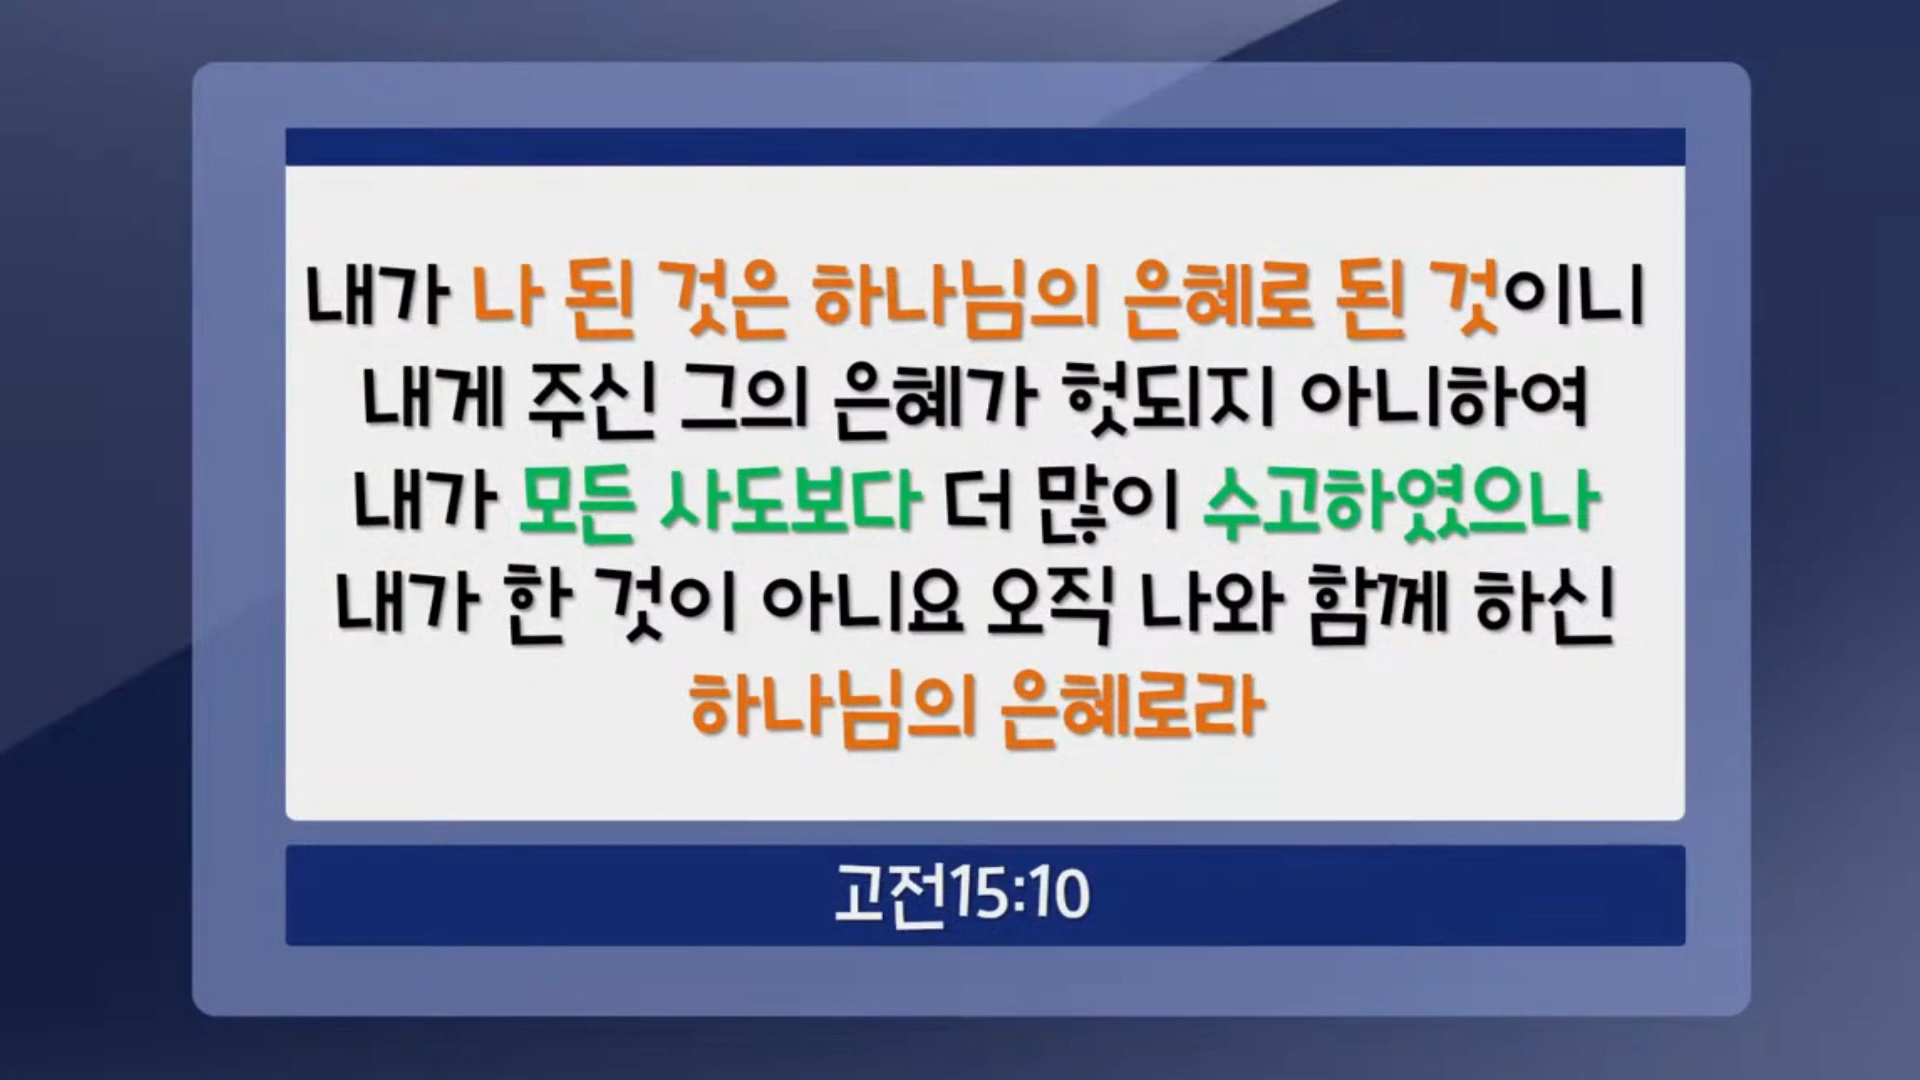 내가 나 된 것은 하나님의 은혜로 된 것이니
내게 주신 그의 은혜가 헛되지 아니하여
내가 모든 사도보다 더 많이 수고하였으나
내가 한 것이 아니요 오직 나와 함께 하신
하나님의 은혜로라
고전15:10